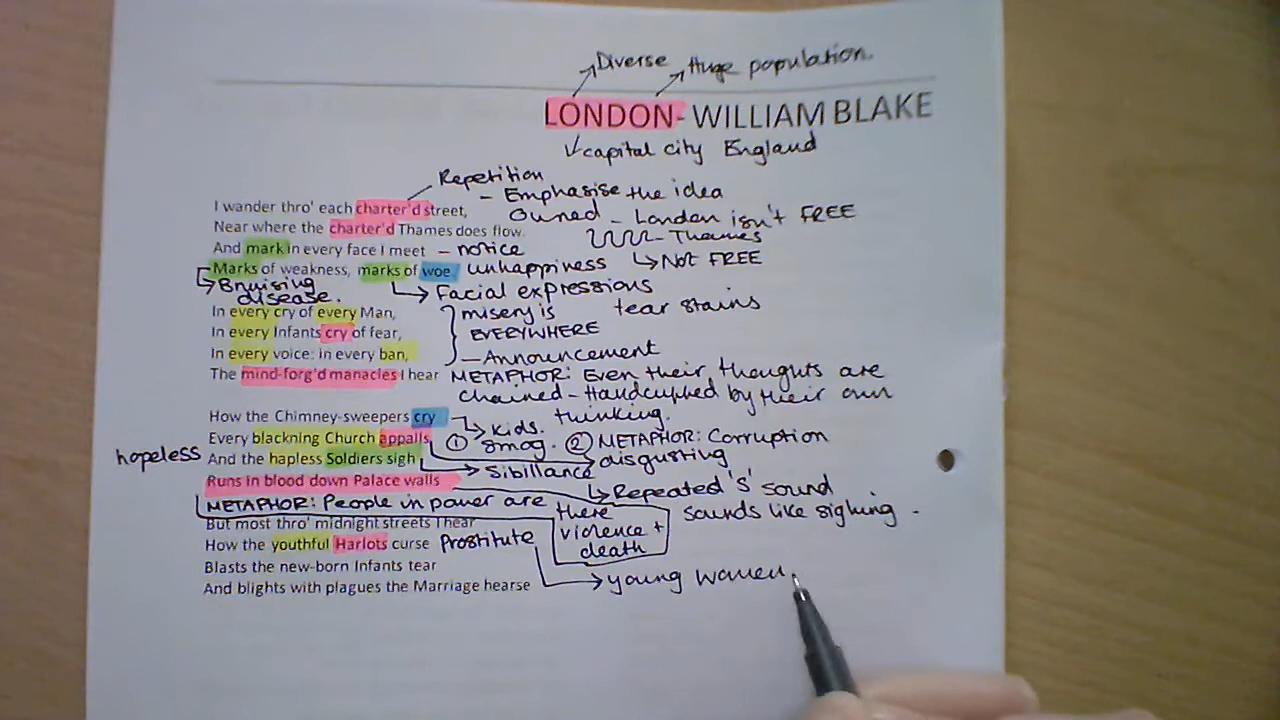 Diverse Huge population.
LONDON- WILLIAM BLAKE
capital city England
Repetition
- Emphasise the idea
I wander thro' each charter'd street,
Owned - London isn't FREE
Near where the charter'd Thames does flow.
- Thames
And mark in every face I meet - notice
Marks of weakness, marks of woe. unhappiness
Not FREE
Bruising
disease.
Facial expressions
In every cry of every Man,
misery is tear stains
In every Infants cry of fear,
EVERYWHERE
In every voice: in every ban,
- Announcement
The mind-forg'd manacles I hear METAPHOR: Even their thoughts are
chained - Handcuphed by their own
thinking.
How the Chimney-sweepers cry
Kids.
Every blackning Church appalls,
① smog. ② METAPHOR: Corruption
disgusting
hopeless And the hapless Soldiers sigh
Sibillance
Runs in blood down Palace walls
Repeated 's' sound
sounds like sighing.
METAPHOR: People in power are there
violence +
death
But most thro' midnight streets I hear
How the youthful Harlots curse Prostitute
Blasts the new-born Infants tear
young women
And blights with plagues the Marriage hearse